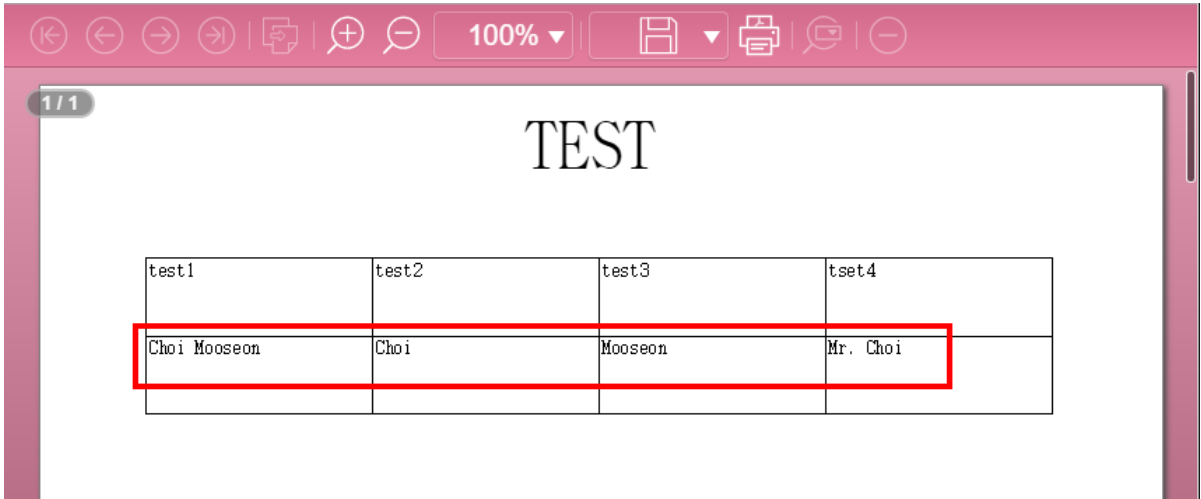 100%
1 / 1
TEST
test1 test2 test3 tset4
Choi Mooseon Choi Mooseon Mr. Choi